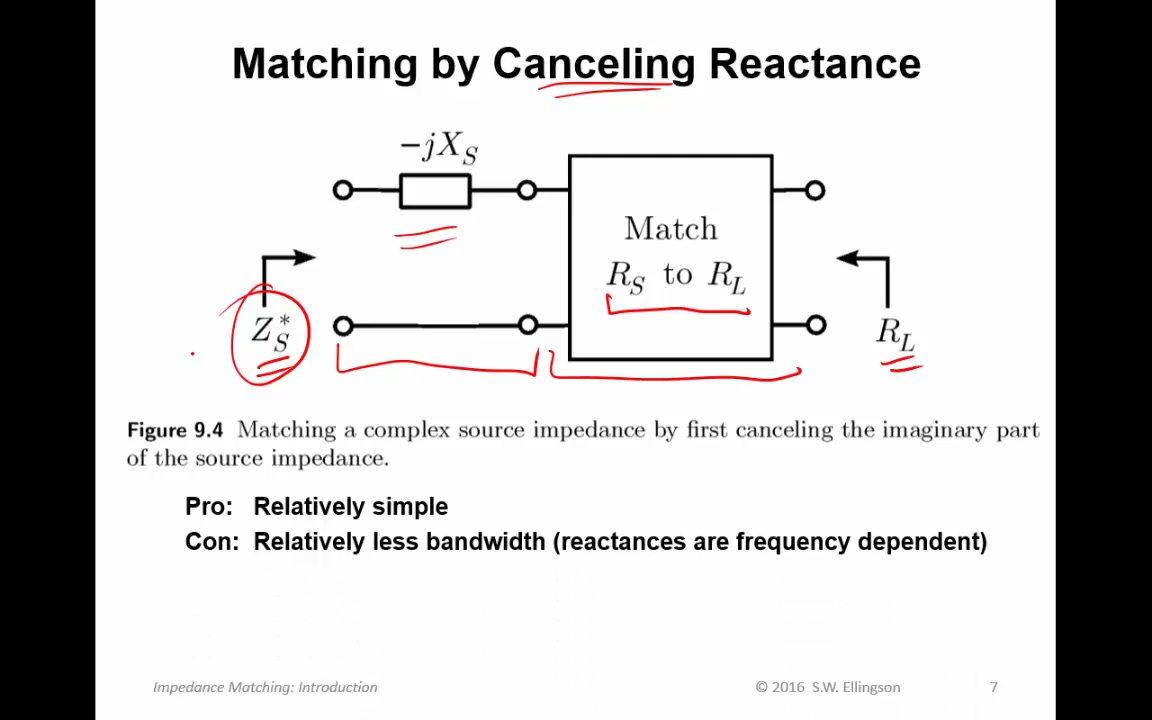 Matching by Canceling Reactance
−jX_S
Match
R_S to R_L
Z_S^*
R_L
Figure 9.4 Matching a complex source impedance by first canceling the imaginary part
of the source impedance.
Pro: Relatively simple
Con: Relatively less bandwidth (reactances are frequency dependent)
Impedance Matching: Introduction
© 2016 S.W. Ellingson
7